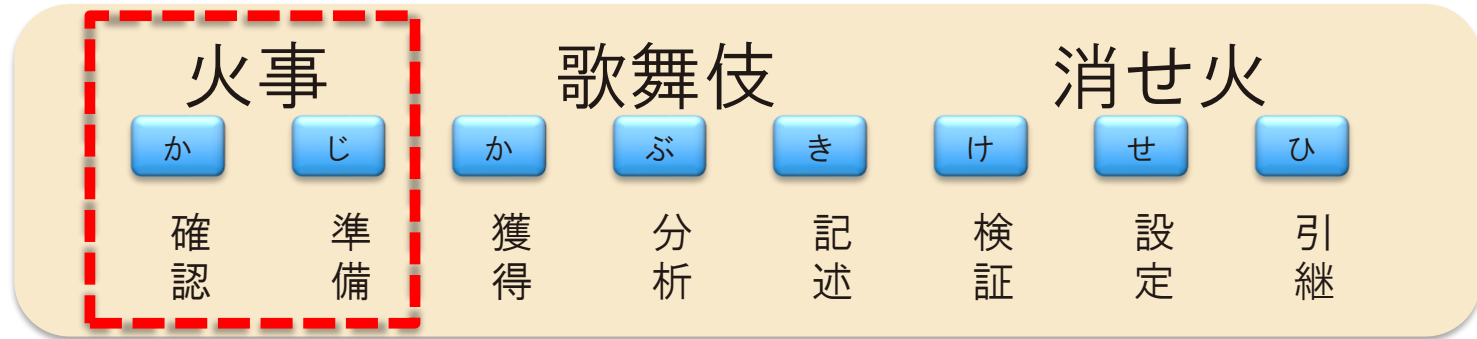 火事 歌舞伎 消せ火
か じ か ぶ き け せ ひ
確認 準備 獲得 分析 記述 検証 設定 引継